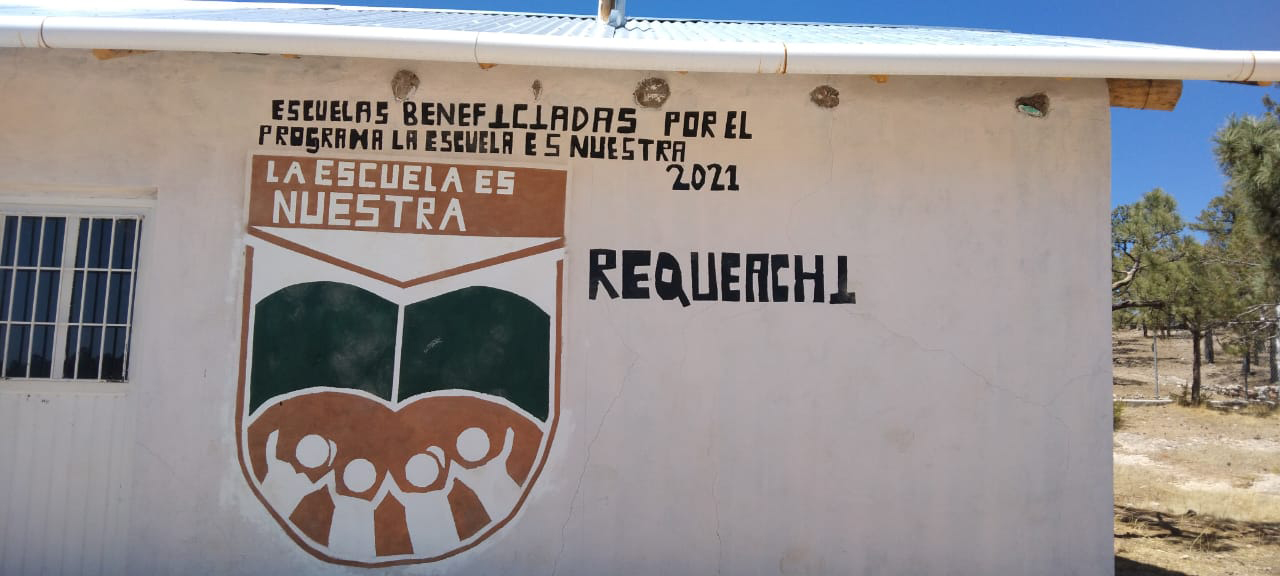 ESCUELAS BENEFICIADAS POR EL
PROGRAMA LA ESCUELA ES NUESTRA
2021
LA ESCUELA ES
NUESTRA
REQUEACHI